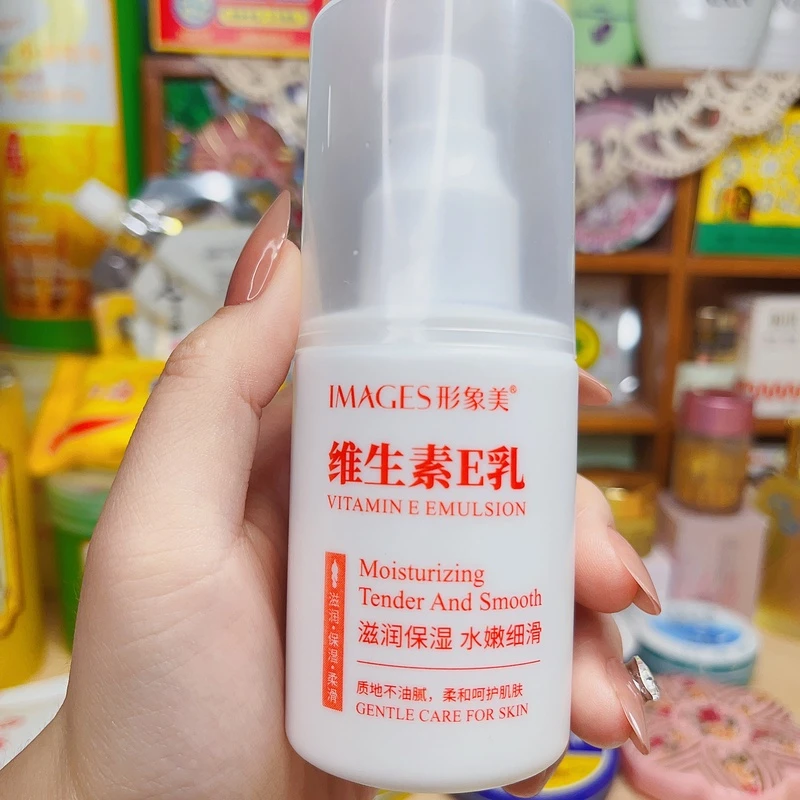 IMAGES形象美®
维生素E乳
VITAMIN E EMULSION
滋润·保湿·柔滑
Moisturizing
Tender And Smooth
滋润保湿 水嫩细滑
质地不油腻，柔和呵护肌肤
GENTLE CARE FOR SKIN